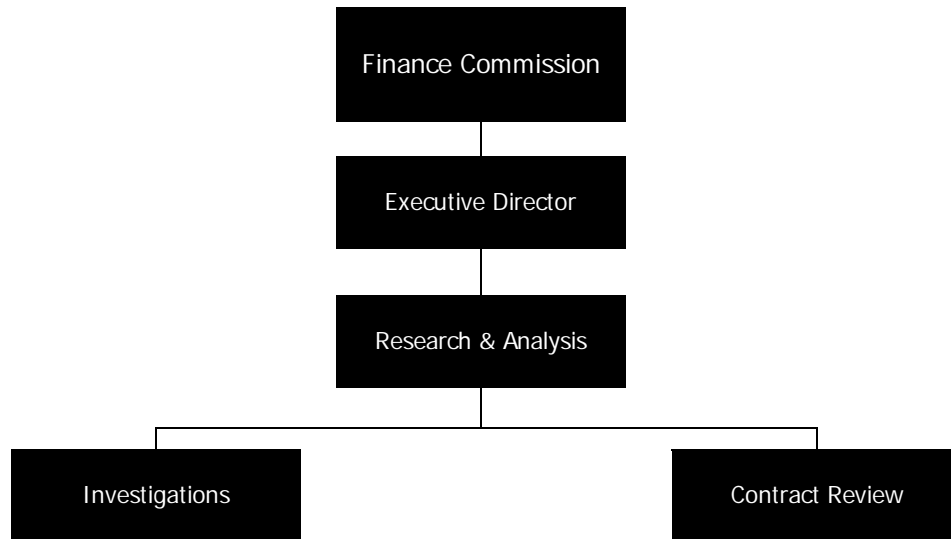 Finance Commission
Executive Director
Research & Analysis
Investigations
Contract Review